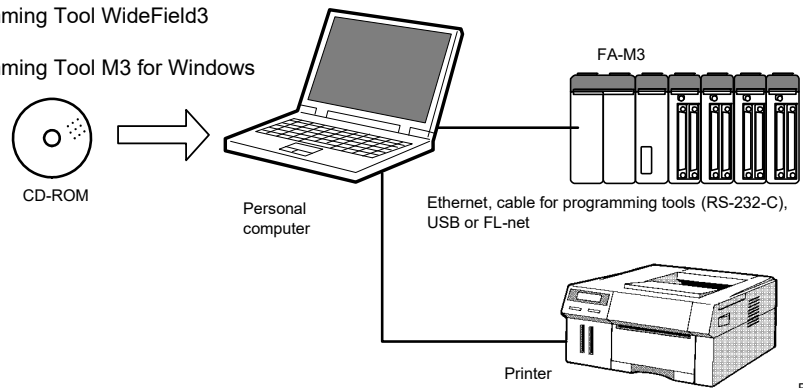 ming Tool WideField3
ming Tool M3 for Windows
FA-M3
CD-ROM
Personal
computer
Ethernet, cable for programming tools (RS-232-C),
USB or FL-net
Printer